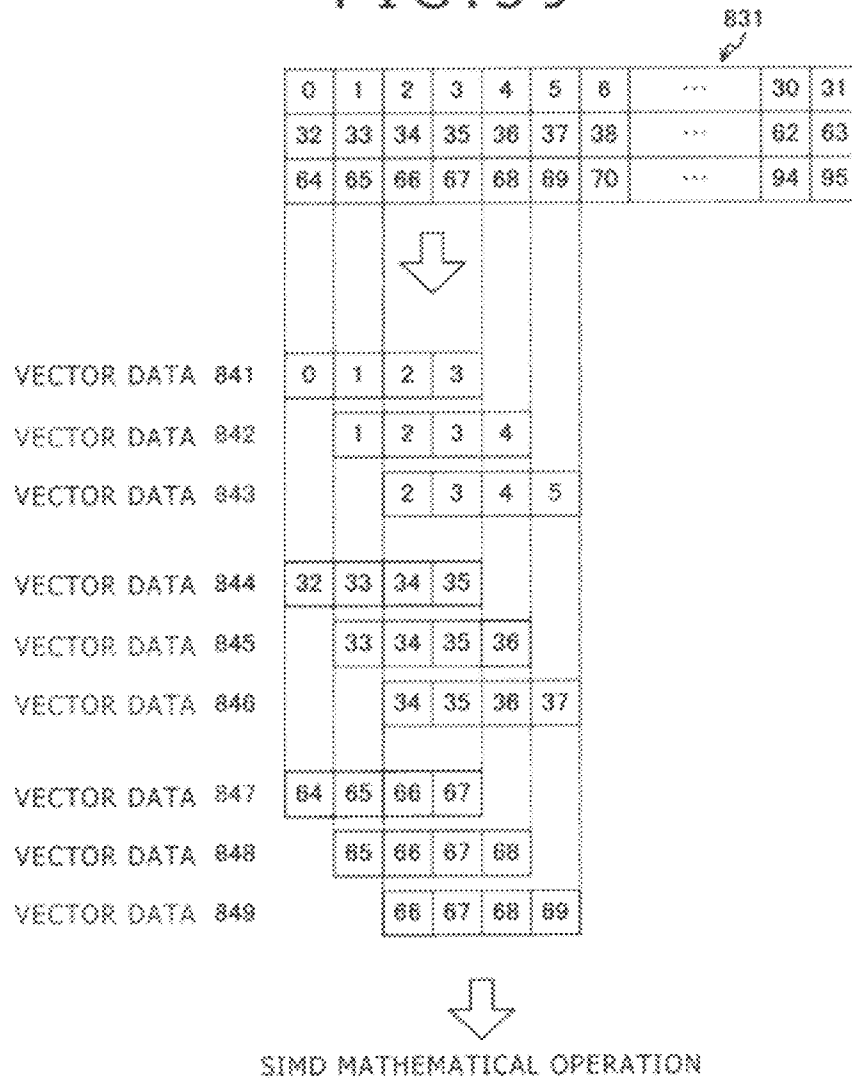 831
0 1 2 3 4 5 6 ... 30 31
32 33 34 35 36 37 38 ... 62 63
64 65 66 67 68 69 70 ... 94 95
VECTOR DATA 841 0 1 2 3
VECTOR DATA 842 1 2 3 4
VECTOR DATA 843 2 3 4 5
VECTOR DATA 844 32 33 34 35
VECTOR DATA 845 33 34 35 36
VECTOR DATA 846 34 35 36 37
VECTOR DATA 847 64 65 66 67
VECTOR DATA 848 65 66 67 68
VECTOR DATA 849 66 67 68 69
SIMD MATHEMATICAL OPERATION